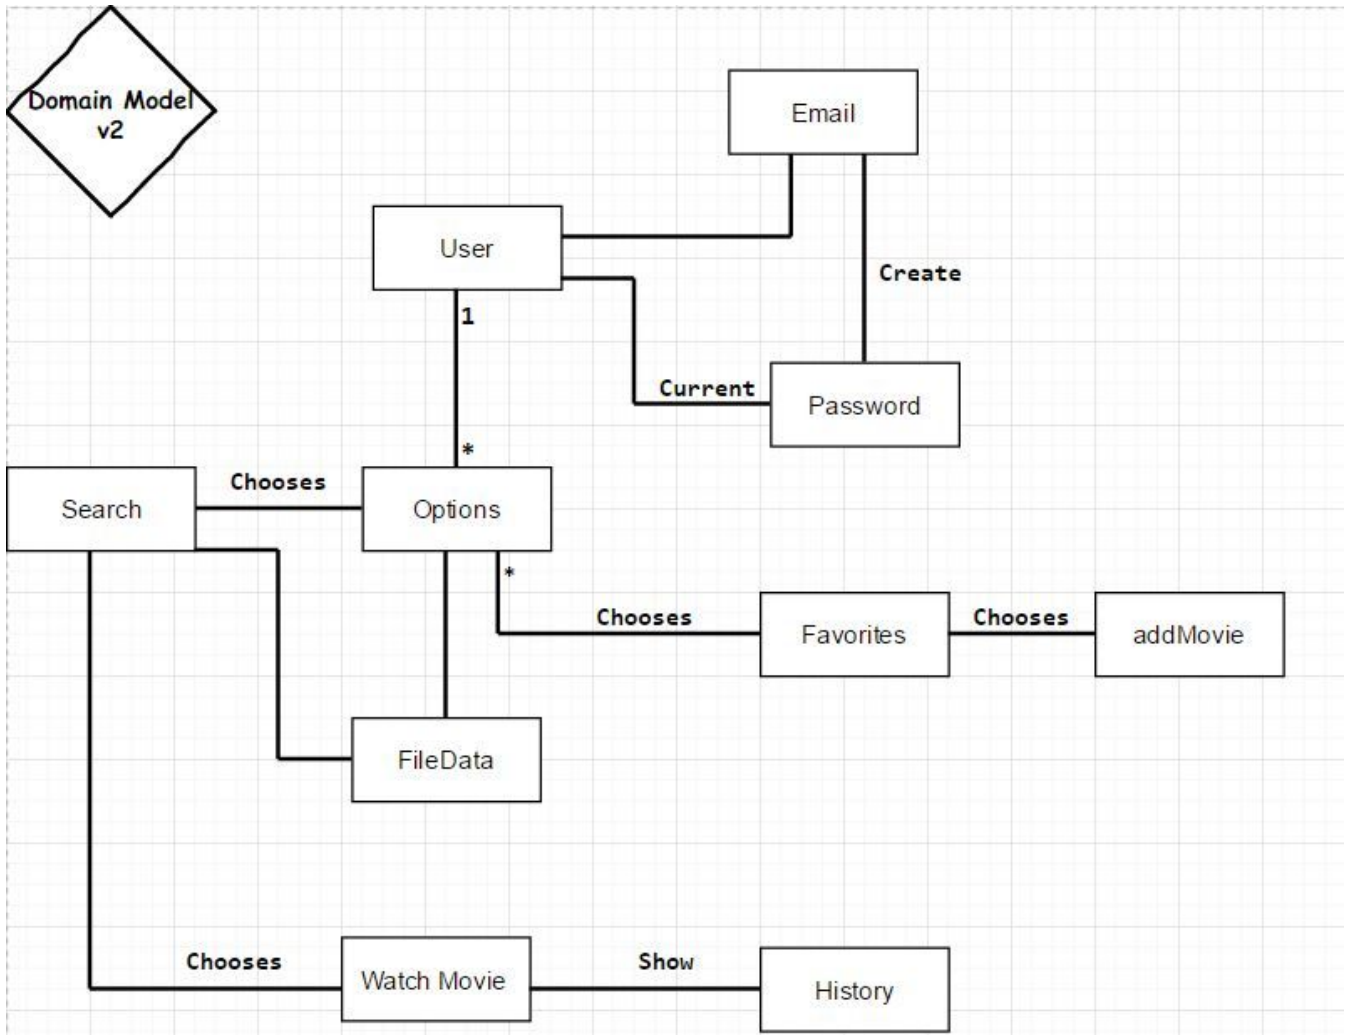 Domain Model
v2
Email
User
Create
1
Current
Password
*
Chooses
Search
Options
*
Chooses
Favorites
Chooses
addMovie
FileData
Chooses
Watch Movie
Show
History